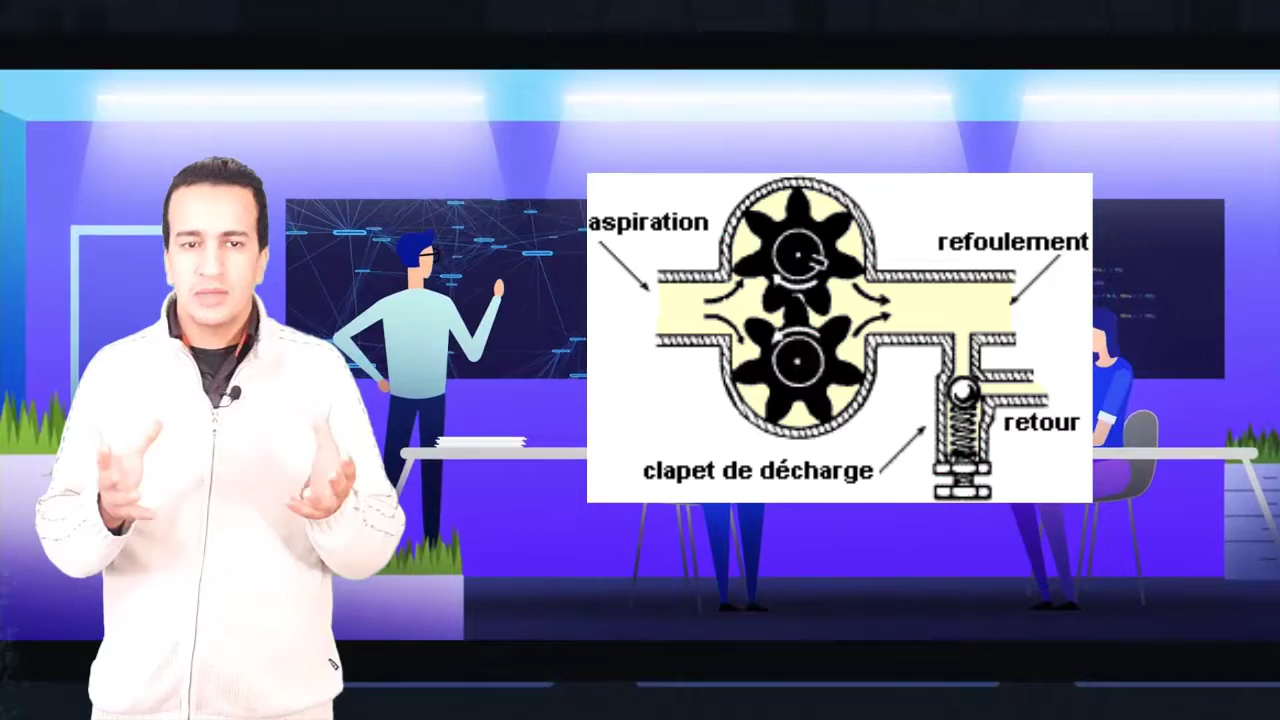 aspiration
refoulement
retour
clapet de décharge